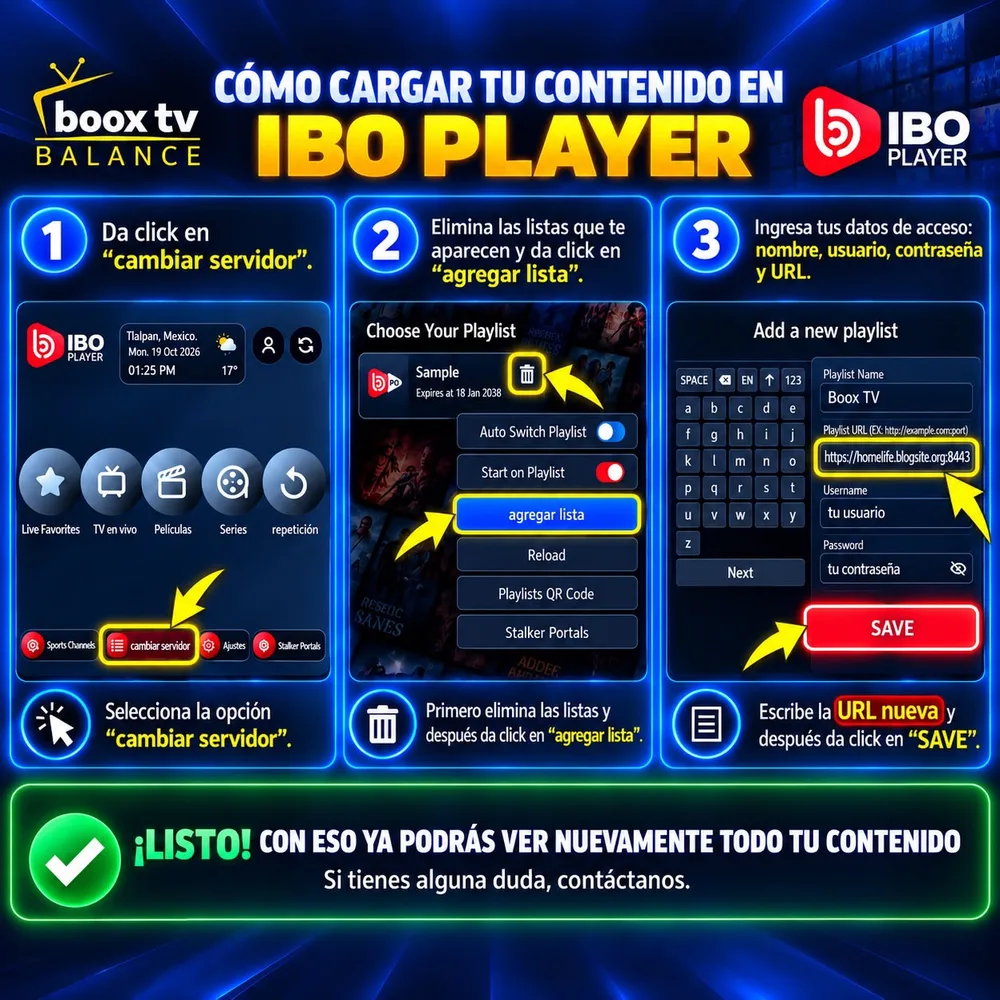 boox tv
BALANCE
CÓMO CARGAR TU CONTENIDO EN
IBO PLAYER
IBO
PLAYER
1
Da click en
“cambiar servidor”.
IBO
PLAYER
Tlalpan, Mexico.
Mon. 19 Oct 2026
01:25 PM
17°
Live Favorites
TV en vivo
Películas
Series
repetición
Sports Channels
cambiar servidor
Ajustes
Stalker Portals
Selecciona la opción
“cambiar servidor”.
2
Elimina las listas que te
aparecen y da click en
“agregar lista”.
Choose Your Playlist
Sample
Expires at 18 Jan 2038
Auto Switch Playlist
Start on Playlist
agregar lista
Reload
Playlists QR Code
Stalker Portals
Primero elimina las listas y
después da click en “agregar lista”.
3
Ingresa tus datos de acceso:
nombre, usuario, contraseña
y URL.
Add a new playlist
SPACE EN 123
a b c d e
f g h i j
k l m n o
p q r s t
u v w x y
z
Next
Playlist Name
Boox TV
Playlist URL (EX: http://example.com:port)
https://homelife.blogsite.org:8443
Username
tu usuario
Password
tu contraseña
SAVE
Escribe la URL nueva y
después da click en “SAVE”.
¡LISTO! CON ESO YA PODRÁS VER NUEVAMENTE TODO TU CONTENIDO
Si tienes alguna duda, contáctanos.